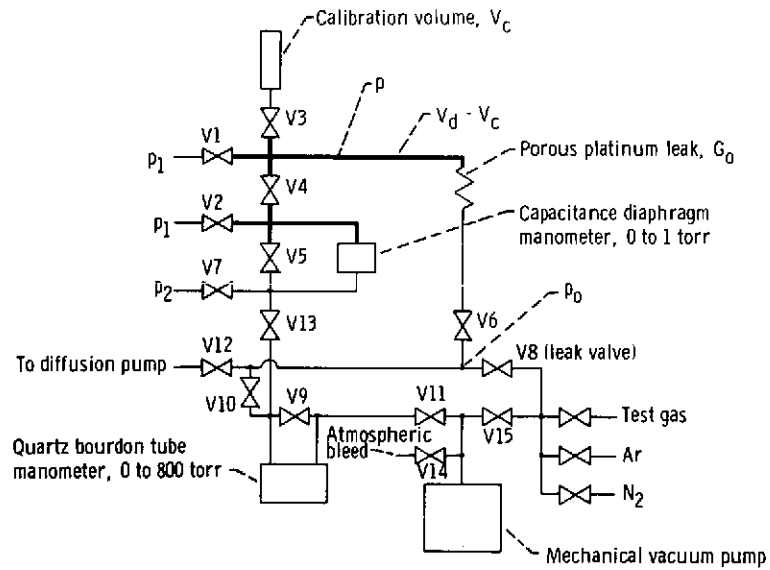 Calibration volume, V_c
p
V3
V_d - V_c
V1
p_1
Porous platinum leak, G_o
V4
V2
p_1
Capacitance diaphragm
manometer, 0 to 1 torr
V5
V7
p_2
p_o
V6
V13
V12
V8 (leak valve)
To diffusion pump
V10
V9
V11
V15
Test gas
Atmospheric
bleed
V14
Quartz bourdon tube
manometer, 0 to 800 torr
Ar
N_2
Mechanical vacuum pump